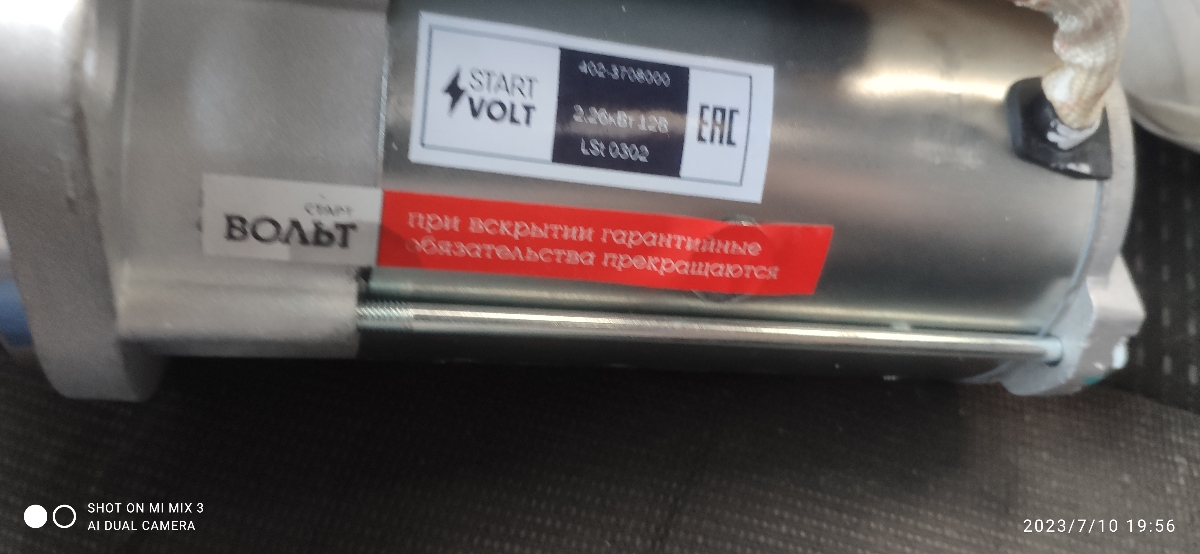 START
VOLT
402-3708000
2.26кВт 12В
LSt 0302
EAC
СТАРТ
ВОЛЬТ
при вскрытии гарантийные
обязательства прекращаются
SHOT ON MI MIX 3
AI DUAL CAMERA
2023/7/10 19:56